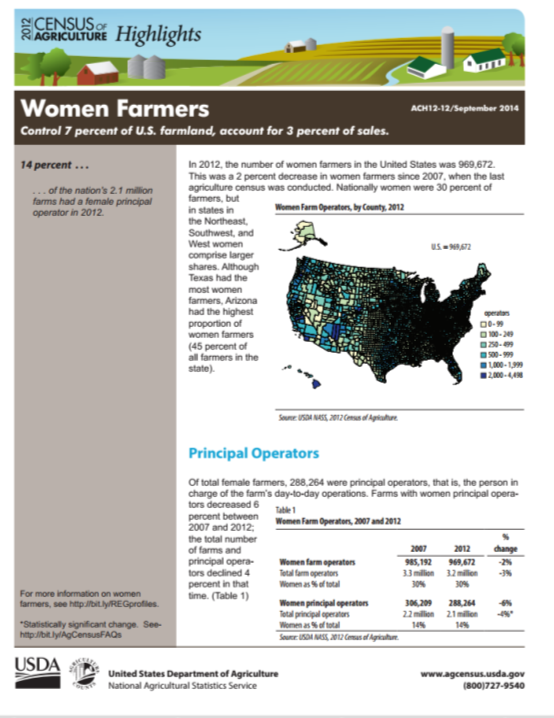 2012 CENSUS OF
AGRICULTURE Highlights
Women Farmers
ACH12-12/September 2014
Control 7 percent of U.S. farmland, account for 3 percent of sales.
14 percent . . .
. . . of the nation's 2.1 million
farms had a female principal
operator in 2012.
For more information on women
farmers, see http://bit.ly/REGprofiles.
*Statistically significant change. See-
http://bit.ly/AgCensusFAQs
In 2012, the number of women farmers in the United States was 969,672.
This was a 2 percent decrease in women farmers since 2007, when the last
agriculture census was conducted. Nationally women were 30 percent of
farmers, but
in states in
the Northeast,
Southwest, and
West women
comprise larger
shares. Although
Texas had the
most women
farmers, Arizona
had the highest
proportion of
women farmers
(45 percent of
all farmers in the
state).
Women Farm Operators, by County, 2012
U.S. = 969,672
operators
0 - 99
100 - 249
250 - 499
500 - 999
1,000 - 1,999
2,000 - 4,498
Source: USDA NASS, 2012 Census of Agriculture.
Principal Operators
Of total female farmers, 288,264 were principal operators, that is, the person in
charge of the farm's day-to-day operations. Farms with women principal opera-
tors decreased 6
percent between
2007 and 2012;
the total number
of farms and
principal opera-
tors declined 4
percent in that
time. (Table 1)
Table 1
Women Farm Operators, 2007 and 2012
%
2007 2012 change
Women farm operators 985,192 969,672 -2%
Total farm operators 3.3 million 3.2 million -3%
Women as % of total 30% 30%
Women principal operators 306,209 288,264 -6%
Total principal operators 2.2 million 2.1 million -4%*
Women as % of total 14% 14%
Source: USDA NASS, 2012 Census of Agriculture.
USDA
United States Department of Agriculture
National Agricultural Statistics Service
www.agcensus.usda.gov
(800)727-9540